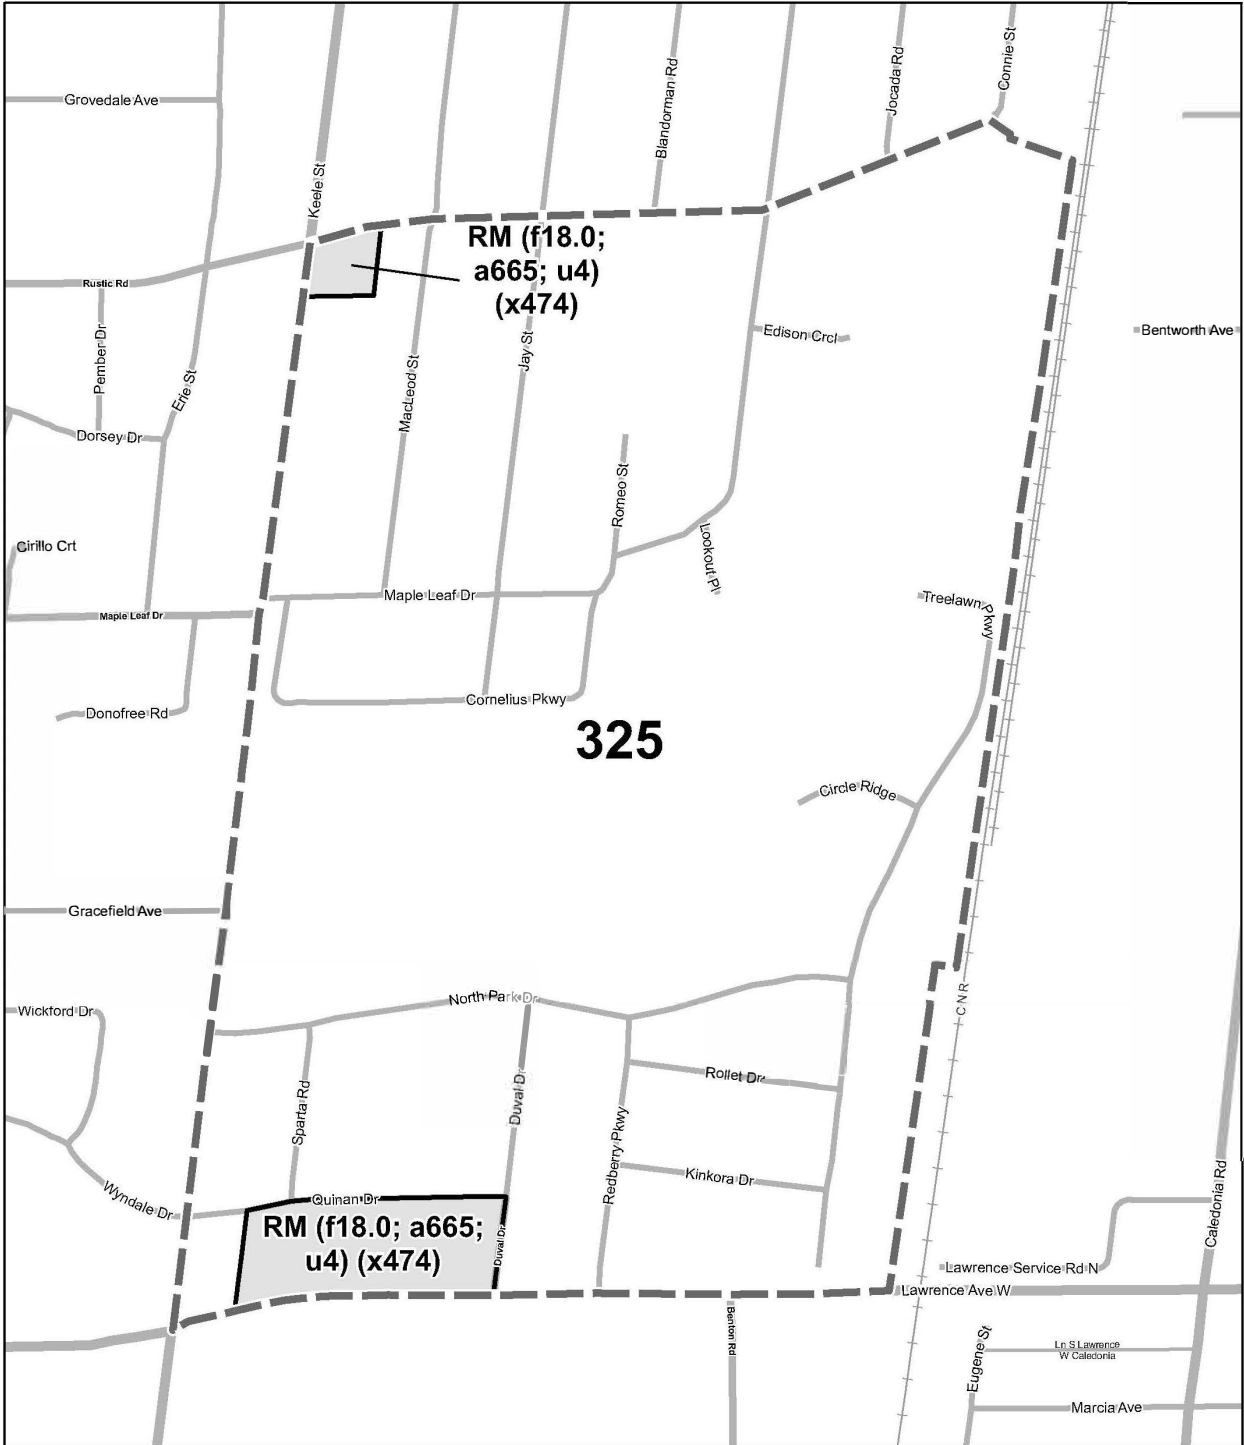 Connie St
Jocada Rd
Blandorman Rd
Grovedale Ave
Keele St
RM (f18.0;
a665; u4)
(x474)
Rustic Rd
Pember Dr
Erie St
MacLeod St
Jay St
Edison Crcl
Bentworth Ave
Dorsey Dr
Romeo St
Lookout Pl
Cirillo Crt
Maple Leaf Dr
Maple Leaf Dr
Treelawn Pkwy
Cornelius Pkwy
Donofree Rd
325
Circle Ridge
Gracefield Ave
North Park Dr
CNR
Wickford Dr
Rollet Dr
Duval Dr
Sparta Rd
Redberry Pkwy
Kinkora Dr
Wyndale Dr
Quinan Dr
Caledonia Rd
RM (f18.0; a665;
u4) (x474)
Duval Dr
Lawrence Service Rd N
Lawrence Ave W
Benton Rd
Eugene St
Ln S Lawrence
W Caledonia
Marcia Ave